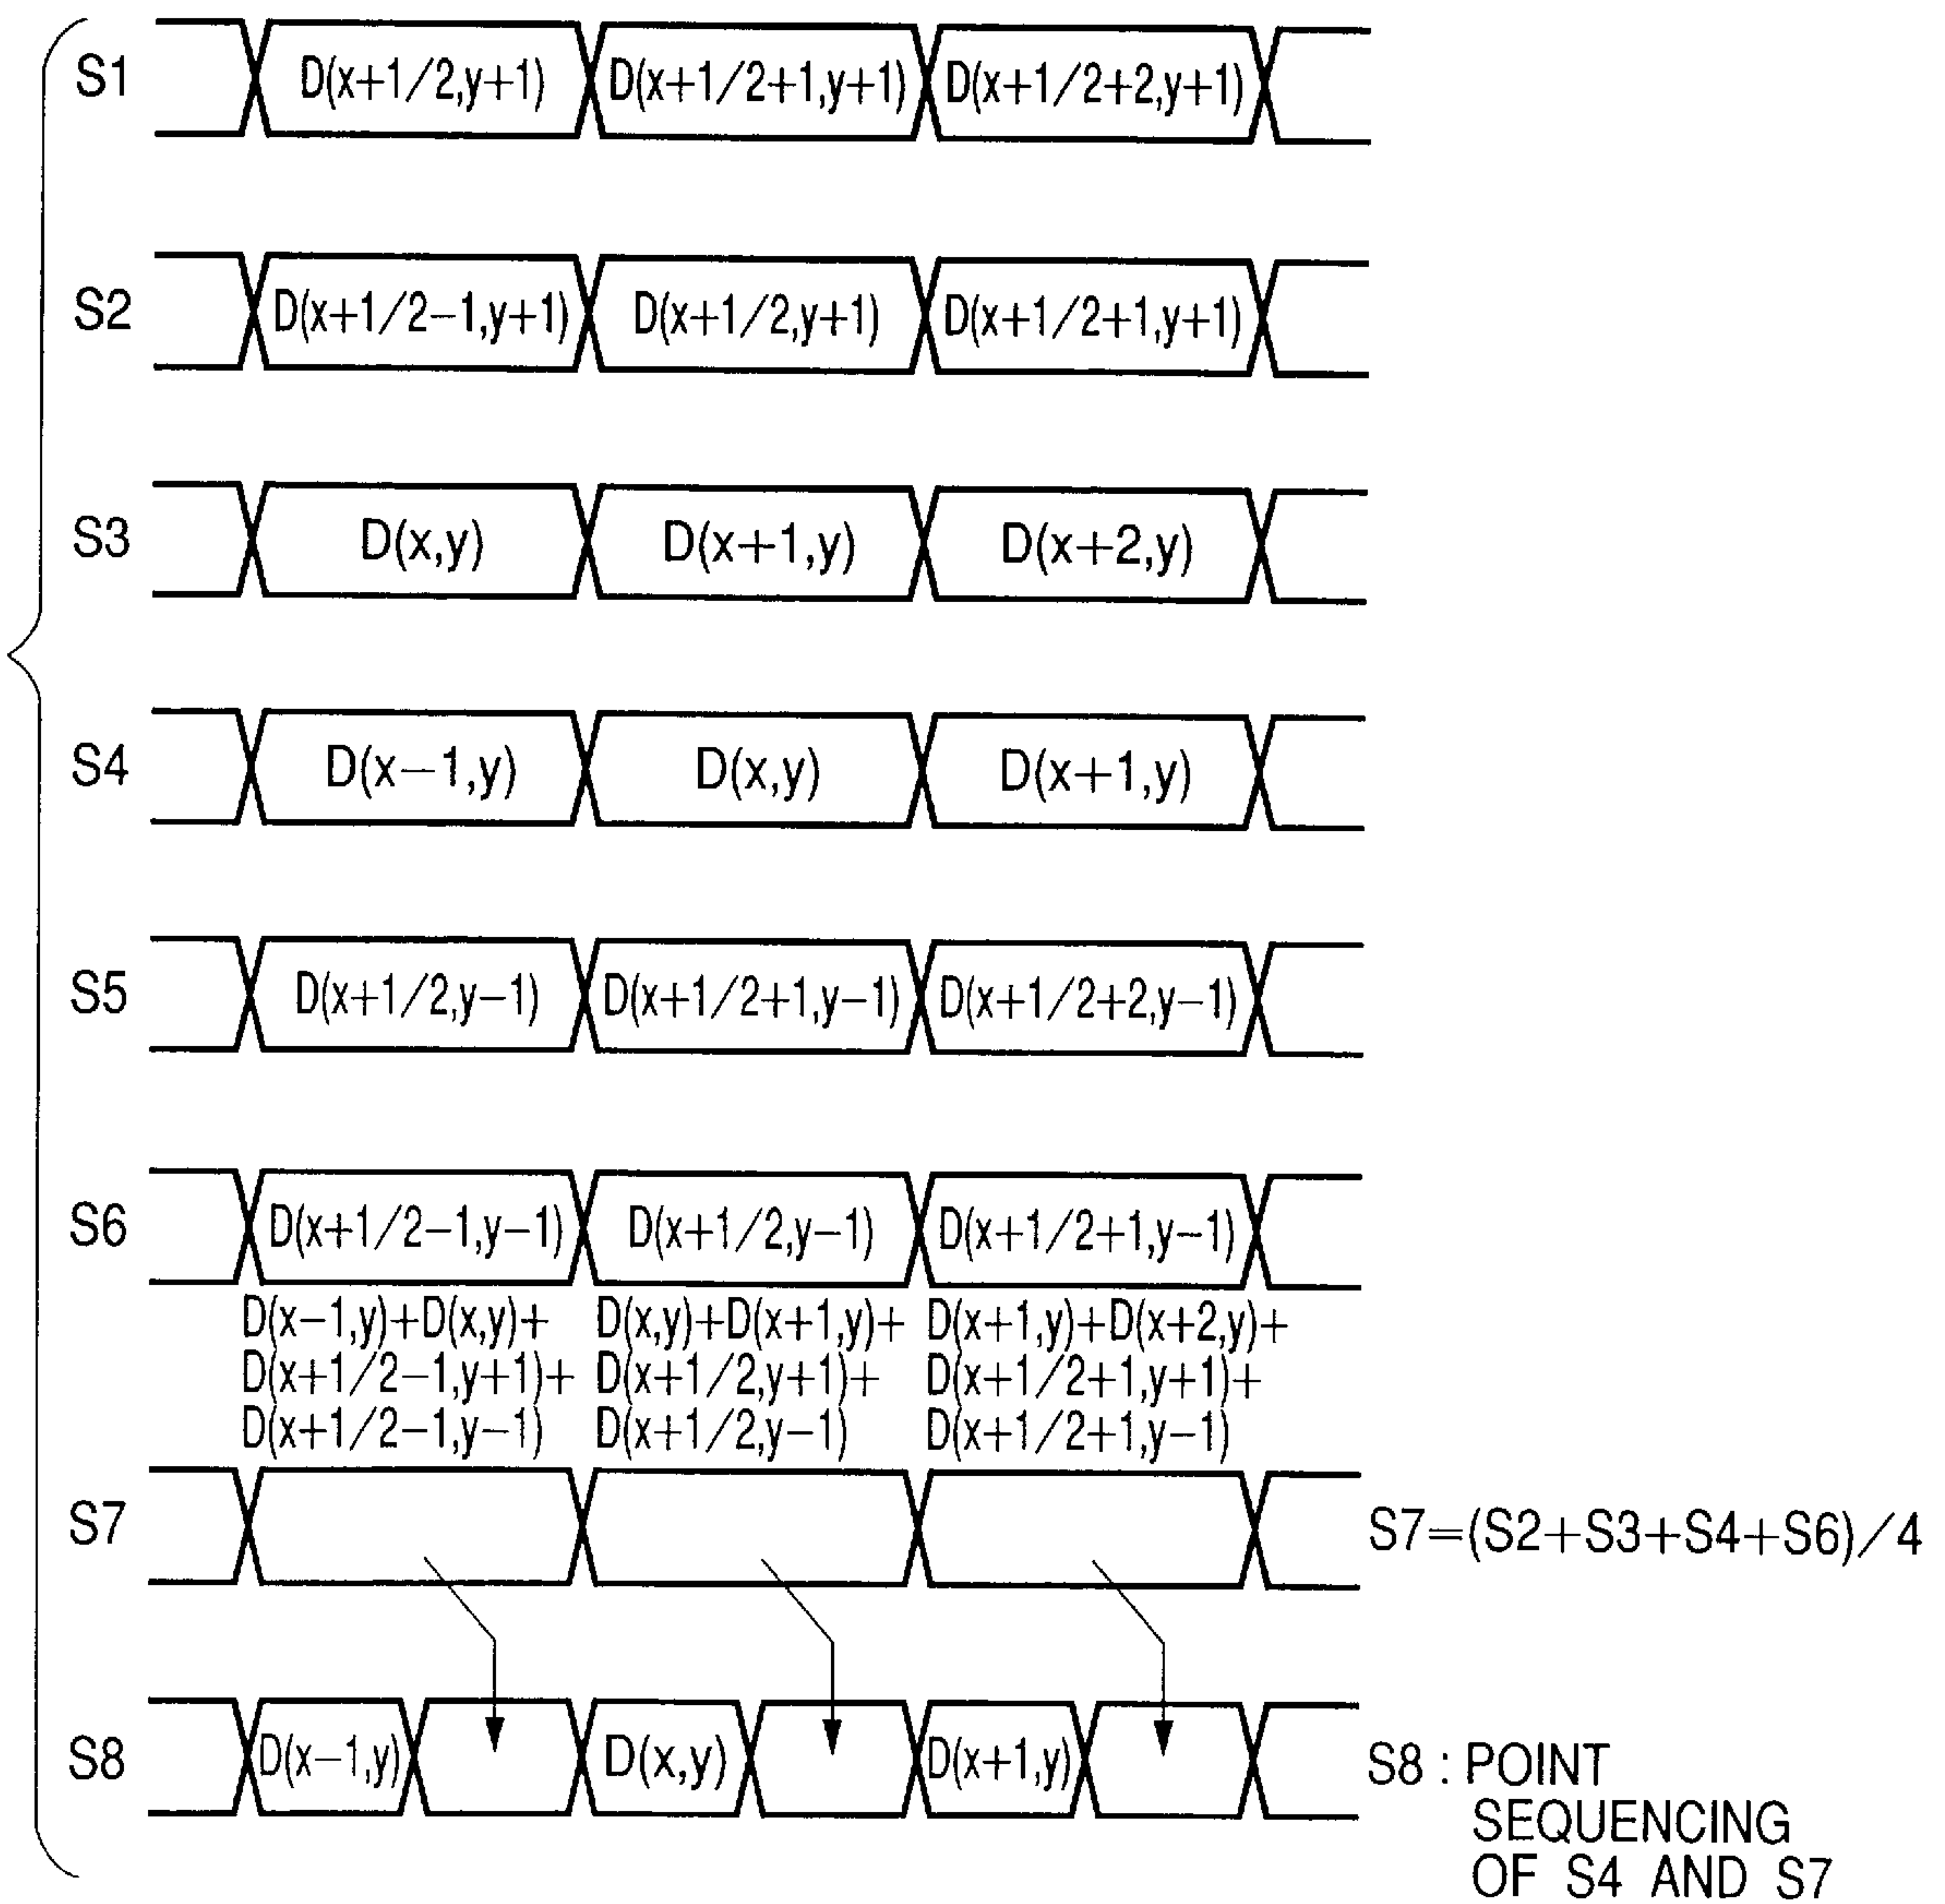 S1 D(x+1/2,y+1) D(x+1/2+1,y+1) D(x+1/2+2,y+1)
S2 D(x+1/2−1,y+1) D(x+1/2,y+1) D(x+1/2+1,y+1)
S3 D(x,y) D(x+1,y) D(x+2,y)
S4 D(x−1,y) D(x,y) D(x+1,y)
S5 D(x+1/2,y−1) D(x+1/2+1,y−1) D(x+1/2+2,y−1)
S6 D(x+1/2−1,y−1) D(x+1/2,y−1) D(x+1/2+1,y−1)
D(x−1,y)+D(x,y)+ D(x,y)+D(x+1,y)+ D(x+1,y)+D(x+2,y)+
D(x+1/2−1,y+1)+ D(x+1/2,y+1)+ D(x+1/2+1,y+1)+
D(x+1/2−1,y−1) D(x+1/2,y−1) D(x+1/2+1,y−1)
S7 S7=(S2+S3+S4+S6)/4
S8 D(x−1,y) D(x,y) D(x+1,y) S8 : POINT
SEQUENCING
OF S4 AND S7